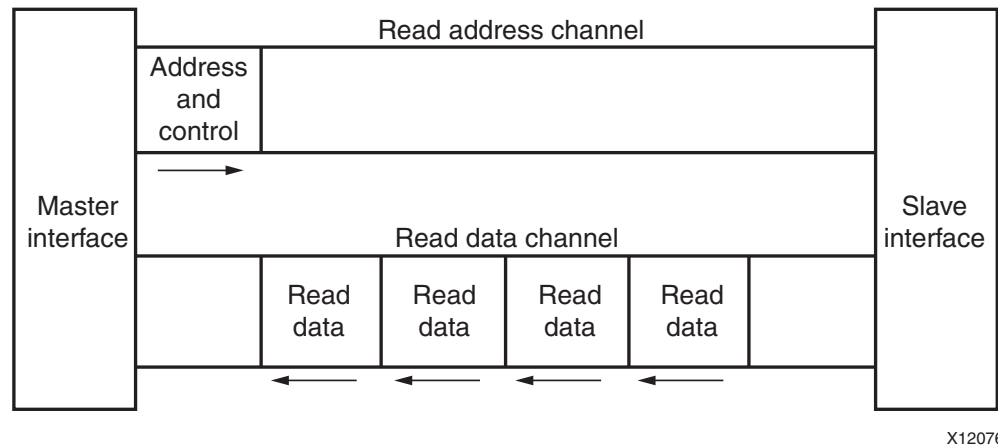 Read address channel
Address
and
control
Master
interface
Slave
interface
Read data channel
Read
data
Read
data
Read
data
Read
data
X12076